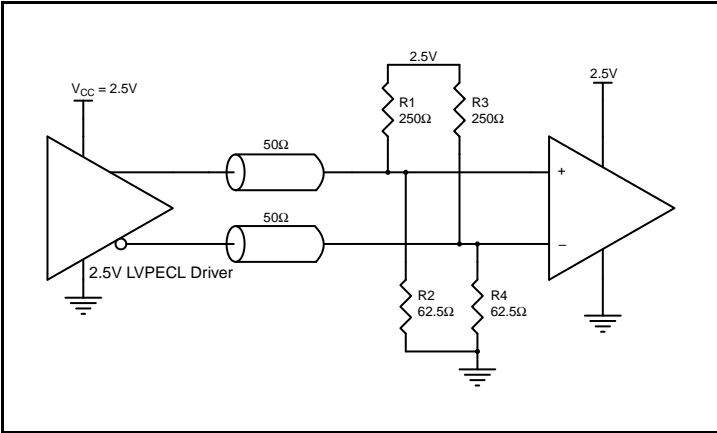 2.5V
2.5V
V_CC = 2.5V
R1
250Ω
R3
250Ω
50Ω
+
50Ω
–
2.5V LVPECL Driver
R2
62.5Ω
R4
62.5Ω